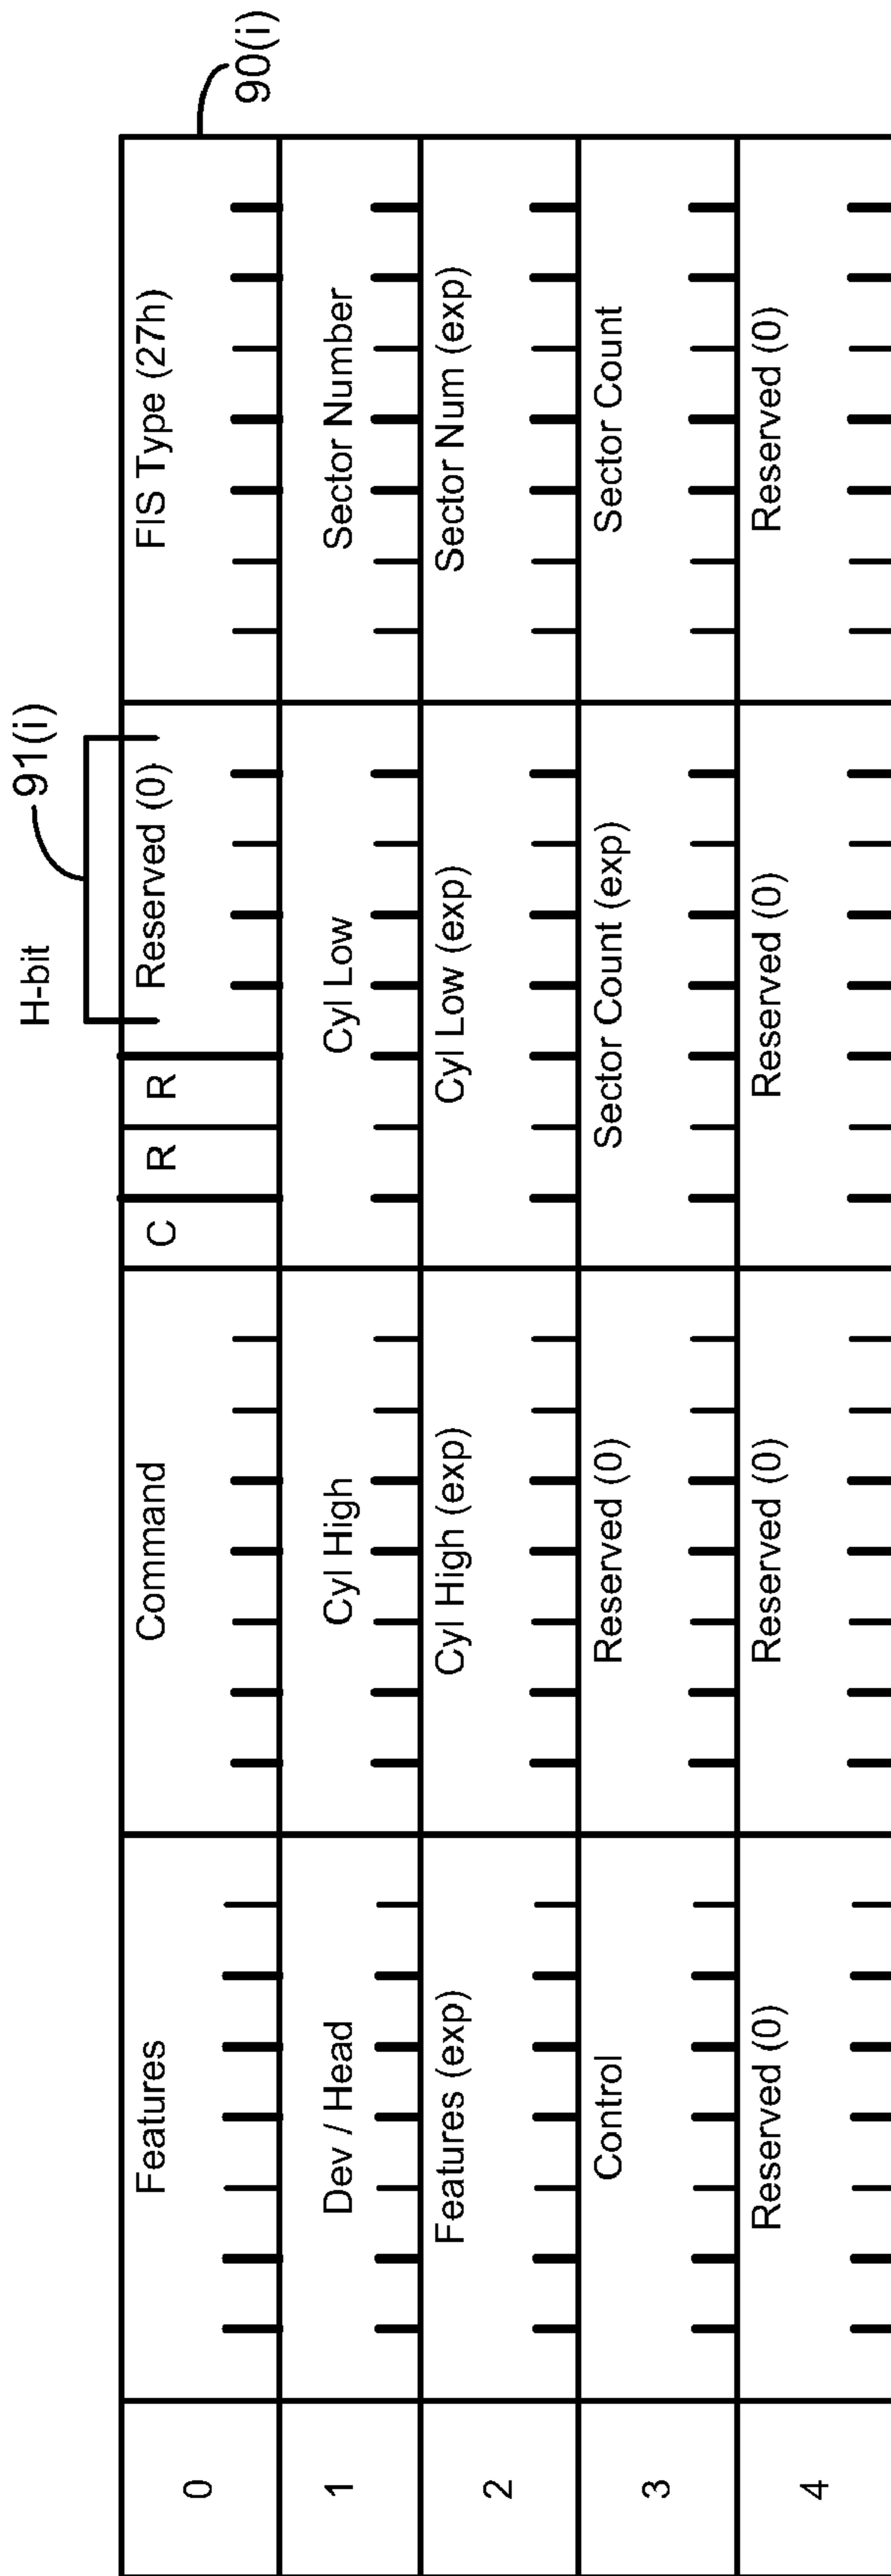 H-bit 91(i)
90(i)
0 Features Command C R R Reserved (0) FIS Type (27h)
1 Dev / Head Cyl High Cyl Low Sector Number
2 Features (exp) Cyl High (exp) Cyl Low (exp) Sector Num (exp)
3 Control Reserved (0) Sector Count (exp) Sector Count
4 Reserved (0) Reserved (0) Reserved (0) Reserved (0)